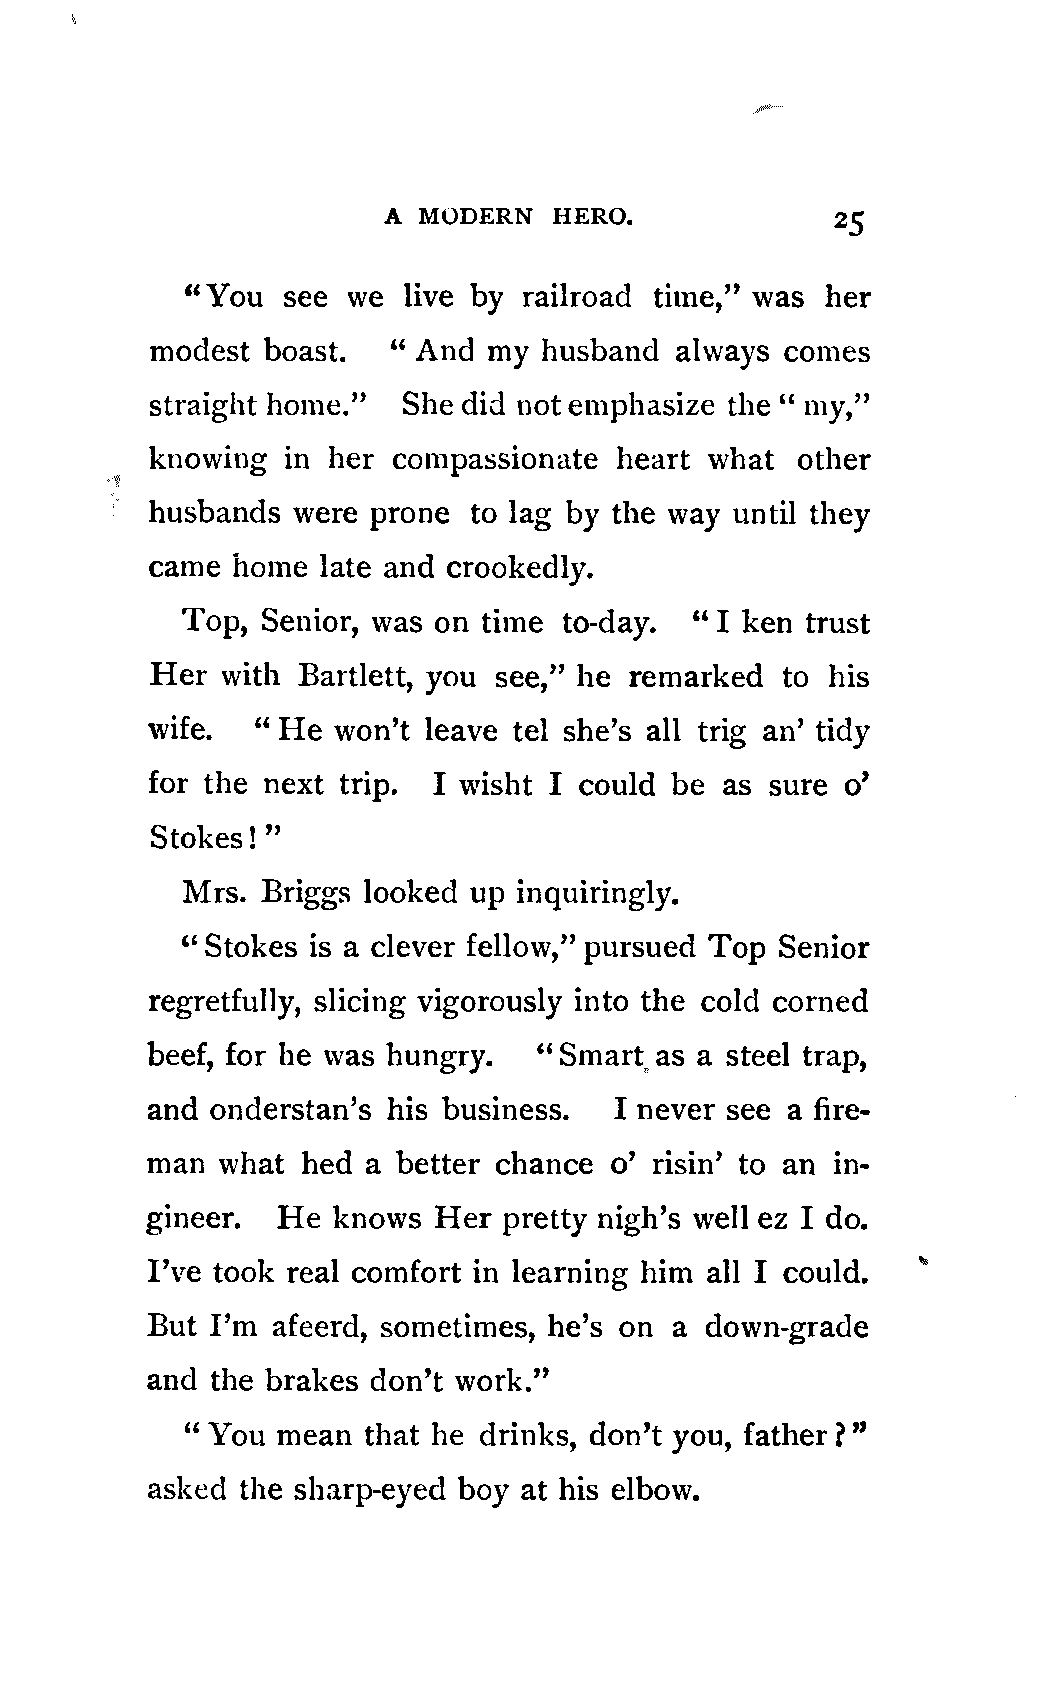 A MODERN HERO. 25
"You see we live by railroad time," was her
modest boast. "And my husband always comes
straight home." She did not emphasize the "my,"
knowing in her compassionate heart what other
husbands were prone to lag by the way until they
came home late and crookedly.
Top, Senior, was on time to-day. "I ken trust
Her with Bartlett, you see," he remarked to his
wife. "He won't leave tel she's all trig an' tidy
for the next trip. I wisht I could be as sure o'
Stokes!"
Mrs. Briggs looked up inquiringly.
"Stokes is a clever fellow," pursued Top Senior
regretfully, slicing vigorously into the cold corned
beef, for he was hungry. "Smart as a steel trap,
and onderstan's his business. I never see a fire-
man what hed a better chance o' risin' to an in-
gineer. He knows Her pretty nigh's well ez I do.
I've took real comfort in learning him all I could.
But I'm afeerd, sometimes, he's on a down-grade
and the brakes don't work."
"You mean that he drinks, don't you, father?"
asked the sharp-eyed boy at his elbow.